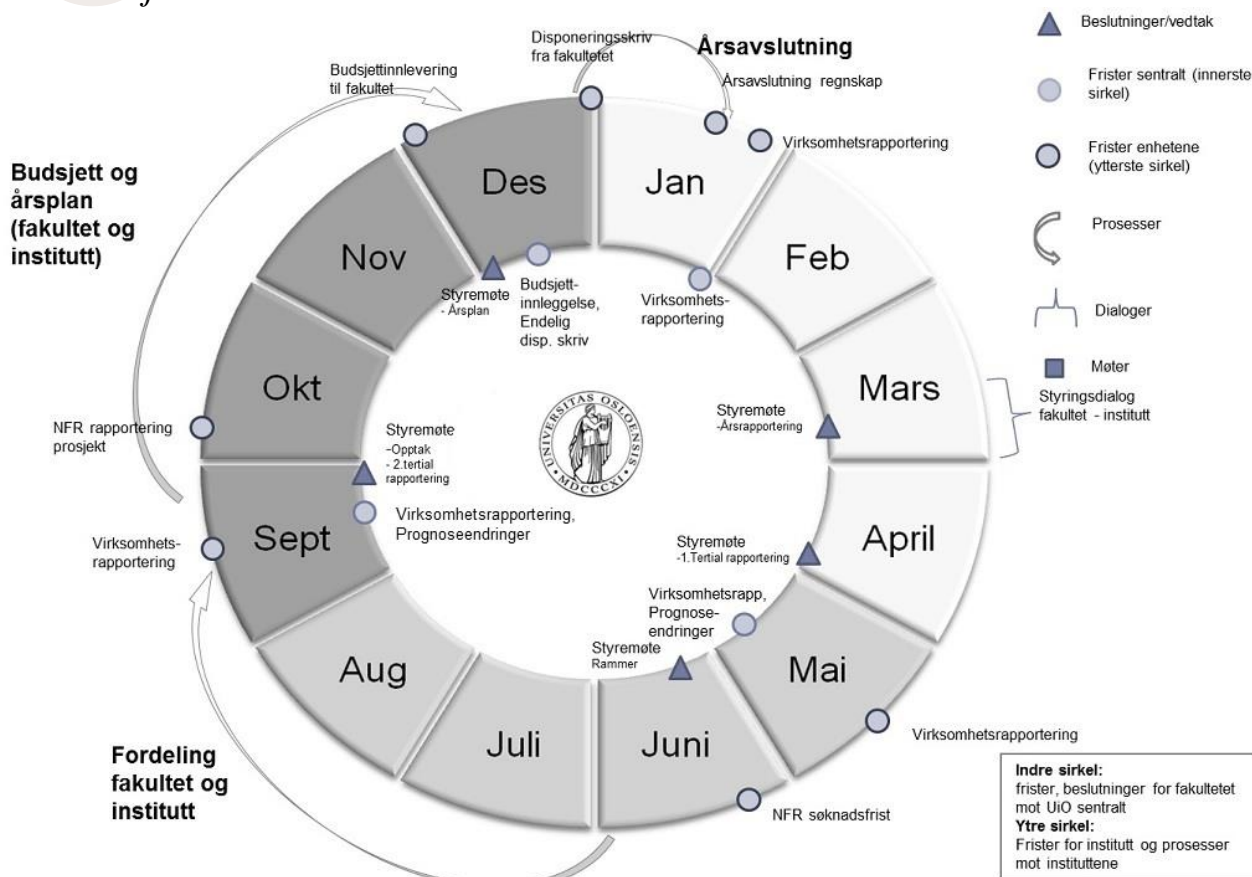 f
Disponeringsskriv
fra fakultetet
Årsavslutning
Årsavslutning regnskap
Budsjettinnlevering
til fakultet
Virksomhetsrapportering
Beslutninger/vedtak
Frister sentralt (innerste
sirkel)
Frister enhetene
(ytterste sirkel)
Prosesser
Dialoger
Møter
Styringsdialog
fakultet - institutt
Budsjett og
årsplan
(fakultet og
institutt)
Des
Jan
Feb
Mars
April
Mai
Juni
Juli
Aug
Sept
Okt
Nov
Styremøte
- Årsplan
Budsjett-
innleggelse,
Endelig
disp. skriv
Virksomhets-
rapportering
Styremøte
-Årsrapportering
NFR rapportering
prosjekt
Styremøte
-Opptak
- 2.tertial
rapportering
UNIVERSITAS OSLOENSIS
MDCCCXI
Virksomhetsrapportering,
Prognoseendringer
Virksomhets-
rapportering
Styremøte
-1.Tertial rapportering
Virksomhetsrapp,
Prognose-
endringer
Styremøte
Rammer
Virksomhetsrapportering
NFR søknadsfrist
Fordeling
fakultet og
institutt
Indre sirkel:
frister, beslutninger for fakultetet
mot UiO sentralt
Ytre sirkel:
Frister for institutt og prosesser
mot instituttene